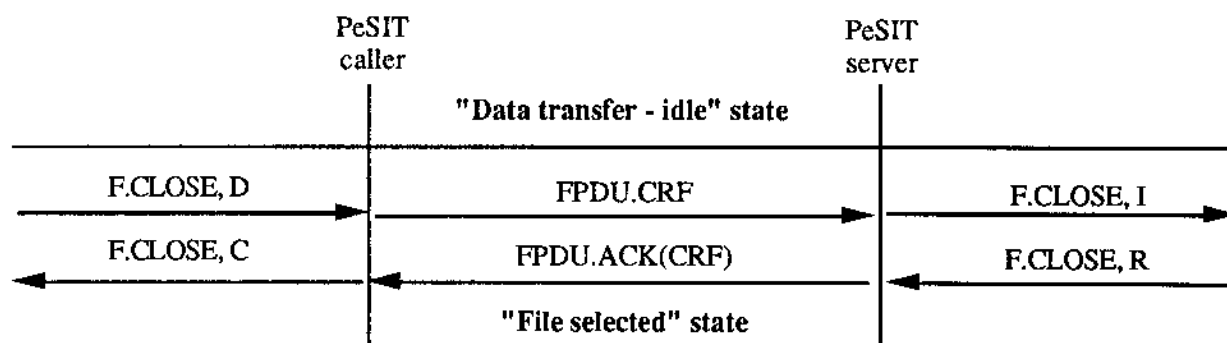 PeSIT
caller
PeSIT
server
"Data transfer - idle" state
F.CLOSE, D
FPDU.CRF
F.CLOSE, I
F.CLOSE, C
FPDU.ACK(CRF)
F.CLOSE, R
"File selected" state